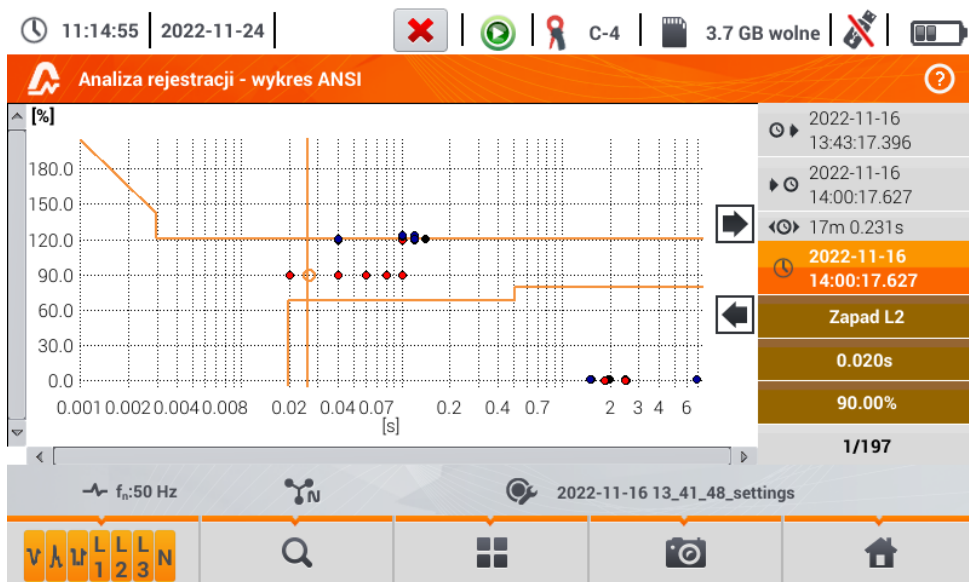 11:14:55 2022-11-24 C-4 3.7 GB wolne
Analiza rejestracji - wykres ANSI ?
[%]
180.0
150.0
120.0
90.0
60.0
30.0
0.0
0.001 0.002 0.004 0.008 0.02 0.04 0.07 0.2 0.4 0.7 2 3 4 6
[s]
2022-11-16
13:43:17.396
2022-11-16
14:00:17.627
17m 0.231s
2022-11-16
14:00:17.627
Zapad L2
0.020s
90.00%
1/197
fn:50 Hz N 2022-11-16 13_41_48_settings
L1 L2 L3 N